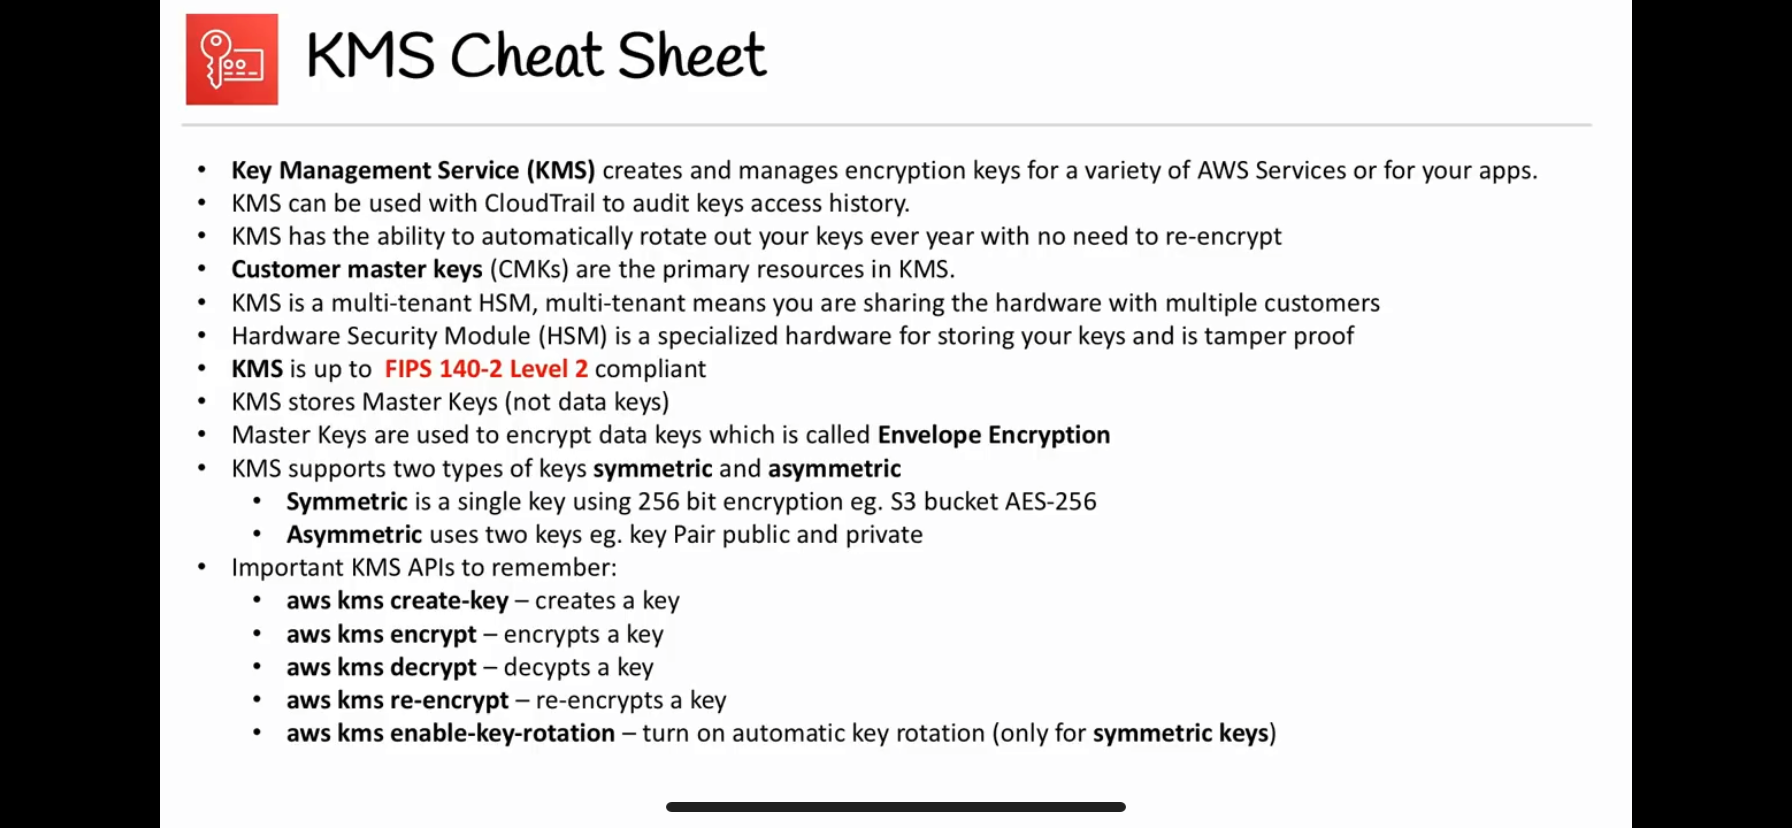 KMS Cheat Sheet
• Key Management Service (KMS) creates and manages encryption keys for a variety of AWS Services or for your apps.
• KMS can be used with CloudTrail to audit keys access history.
• KMS has the ability to automatically rotate out your keys ever year with no need to re-encrypt
• Customer master keys (CMKs) are the primary resources in KMS.
• KMS is a multi-tenant HSM, multi-tenant means you are sharing the hardware with multiple customers
• Hardware Security Module (HSM) is a specialized hardware for storing your keys and is tamper proof
• KMS is up to FIPS 140-2 Level 2 compliant
• KMS stores Master Keys (not data keys)
• Master Keys are used to encrypt data keys which is called Envelope Encryption
• KMS supports two types of keys symmetric and asymmetric
• Symmetric is a single key using 256 bit encryption eg. S3 bucket AES-256
• Asymmetric uses two keys eg. key Pair public and private
• Important KMS APIs to remember:
• aws kms create-key – creates a key
• aws kms encrypt – encrypts a key
• aws kms decrypt – decypts a key
• aws kms re-encrypt – re-encrypts a key
• aws kms enable-key-rotation – turn on automatic key rotation (only for symmetric keys)